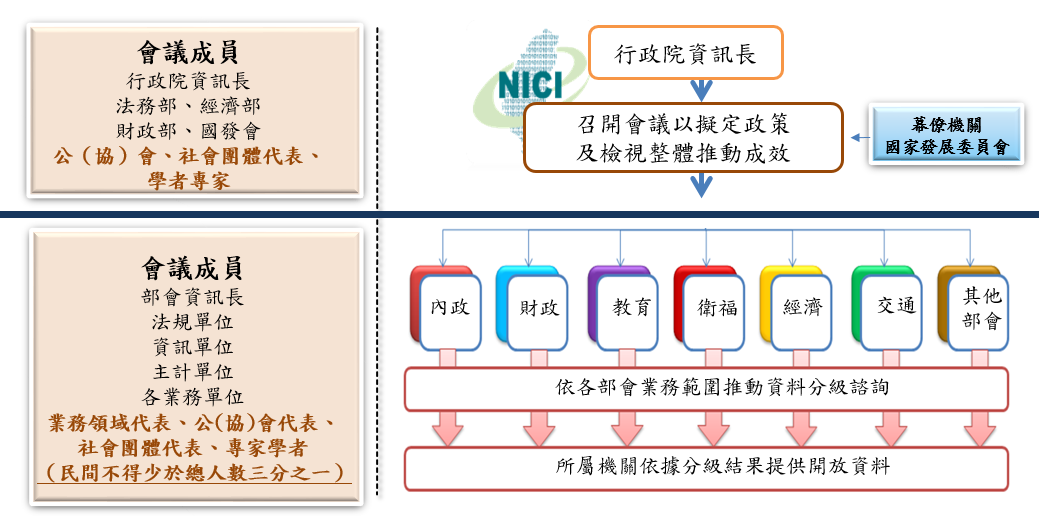 會議成員
行政院資訊長
法務部、經濟部
財政部、國發會
公（協）會、社會團體代表、
學者專家
NICI
行政院資訊長
召開會議以擬定政策
及檢視整體推動成效
幕僚機關
國家發展委員會
會議成員
部會資訊長
法規單位
資訊單位
主計單位
各業務單位
業務領域代表、公(協)會代表、
社會團體代表、專家學者
（民間不得少於總人數三分之一）
內政
財政
教育
衛福
經濟
交通
其他
部會
依各部會業務範圍推動資料分級諮詢
所屬機關依據分級結果提供開放資料